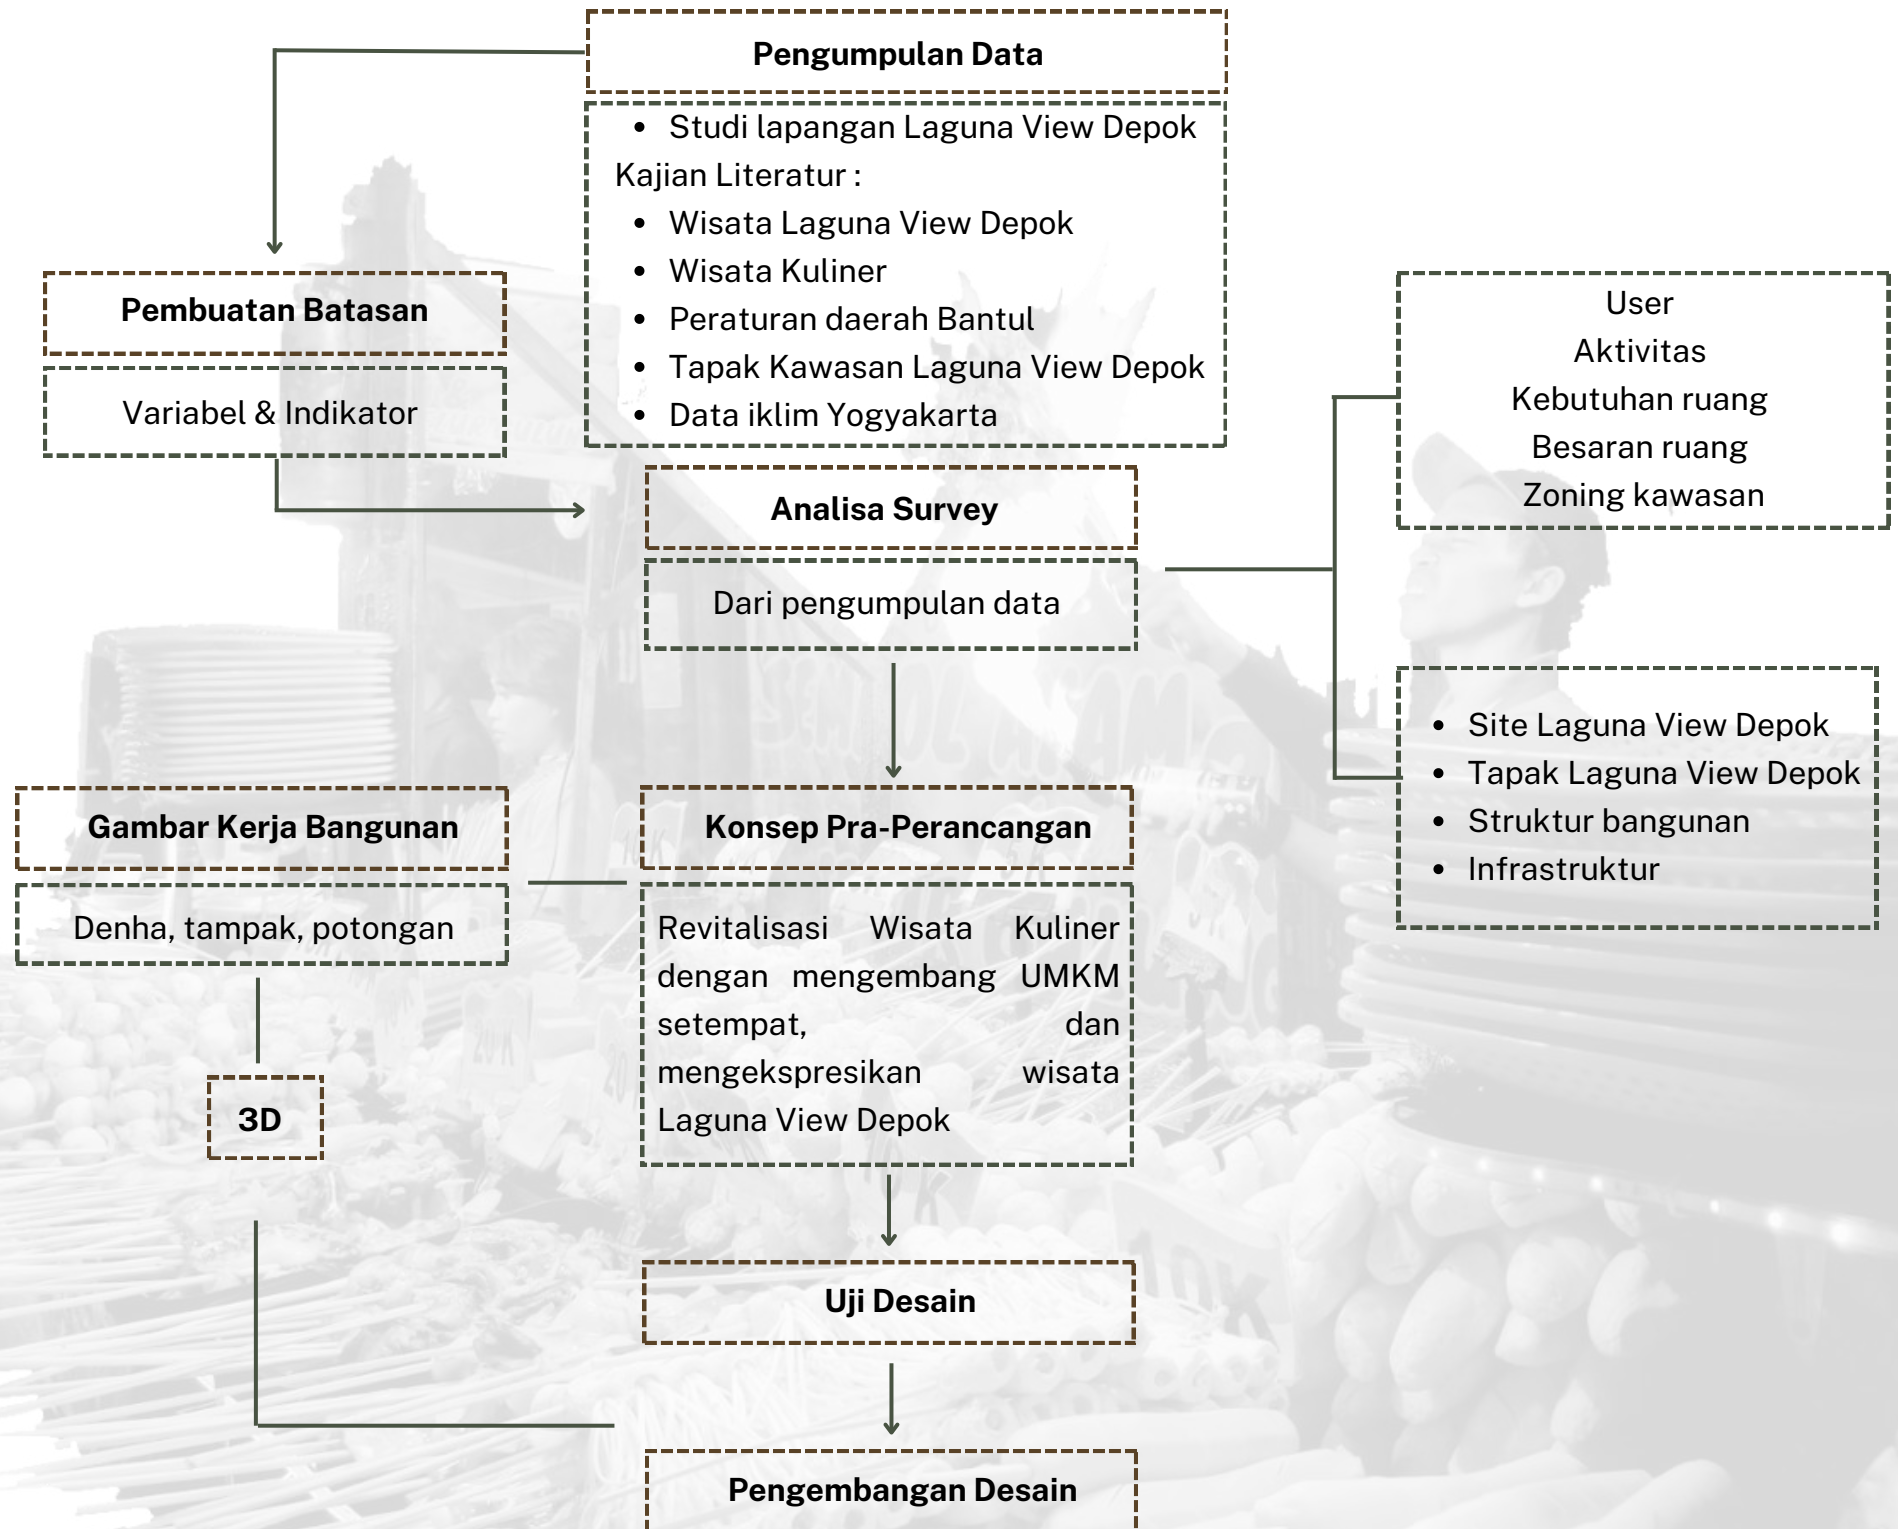 Pengumpulan Data
• Studi lapangan Laguna View Depok
Kajian Literatur :
• Wisata Laguna View Depok
• Wisata Kuliner
• Peraturan daerah Bantul
• Tapak Kawasan Laguna View Depok
• Data iklim Yogyakarta
Pembuatan Batasan
Variabel & Indikator
Analisa Survey
Dari pengumpulan data
User
Aktivitas
Kebutuhan ruang
Besaran ruang
Zoning kawasan
• Site Laguna View Depok
• Tapak Laguna View Depok
• Struktur bangunan
• Infrastruktur
Konsep Pra-Perancangan
Revitalisasi Wisata Kuliner
dengan mengembang UMKM
setempat, dan
mengekspresikan wisata
Laguna View Depok
Gambar Kerja Bangunan
Denha, tampak, potongan
3D
Uji Desain
Pengembangan Desain
10K